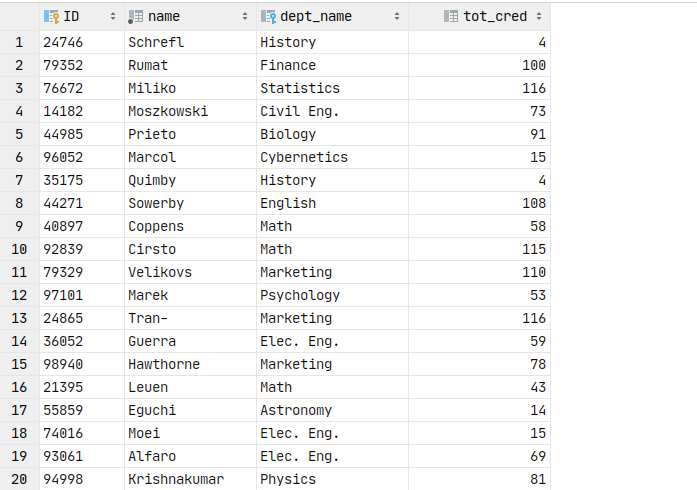 ID name dept_name tot_cred
1 24746 Schrefl History 4
2 79352 Rumat Finance 100
3 76672 Miliko Statistics 116
4 14182 Moszkowski Civil Eng. 73
5 44985 Prieto Biology 91
6 96052 Marcol Cybernetics 15
7 35175 Quimby History 4
8 44271 Sowerby English 108
9 40897 Coppens Math 58
10 92839 Cirsto Math 115
11 79329 Velikovs Marketing 110
12 97101 Marek Psychology 53
13 24865 Tran- Marketing 116
14 36052 Guerra Elec. Eng. 59
15 98940 Hawthorne Marketing 78
16 21395 Leuen Math 43
17 55859 Eguchi Astronomy 14
18 74016 Moei Elec. Eng. 15
19 93061 Alfaro Elec. Eng. 69
20 94998 Krishnakumar Physics 81